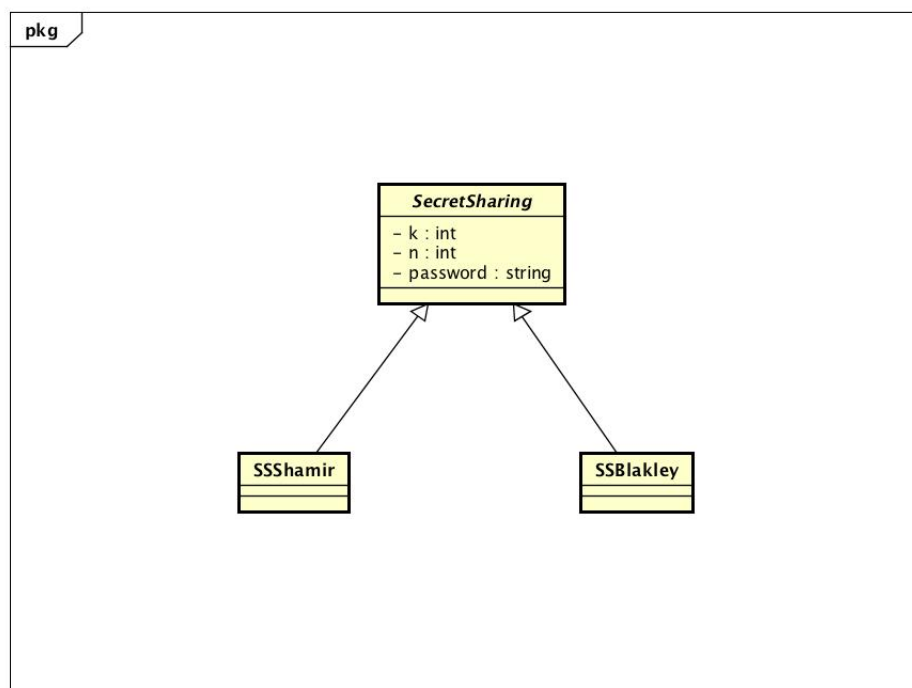 pkg
SecretSharing
- k : int
- n : int
- password : string
SSShamir
SSBlakley